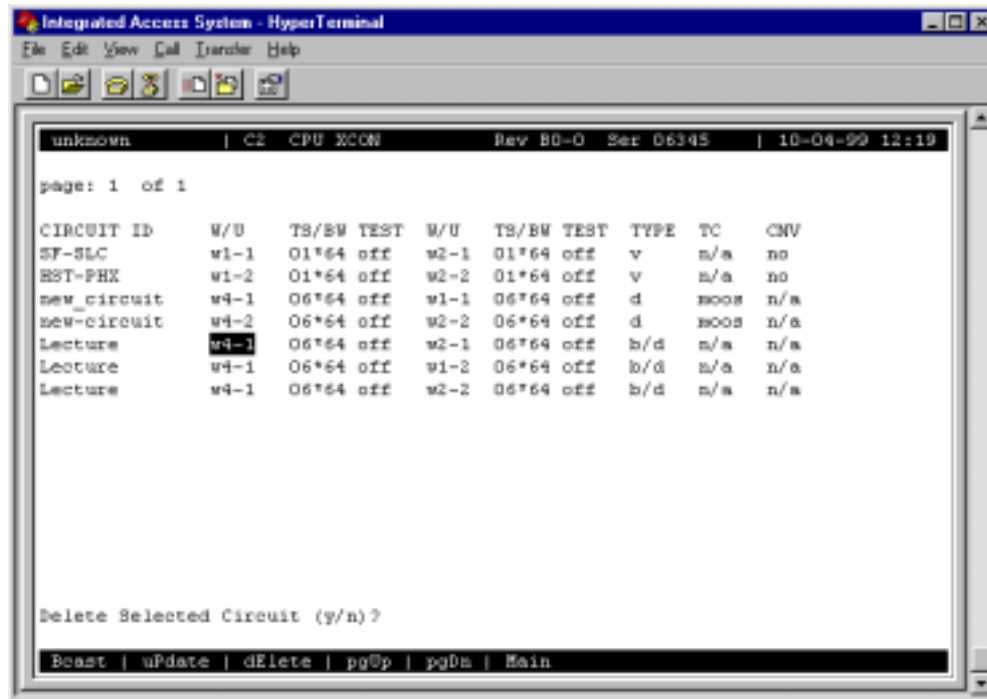 Integrated Access System - HyperTerminal
File Edit View Call Transfer Help
unknown | C2 CPU XCON Rev B0-0 Ser 06345 | 10-04-99 12:19
page: 1 of 1
CIRCUIT ID W/U TS/BW TEST W/U TS/BW TEST TYPE TC CNV
SF-SLC w1-1 01*64 off w2-1 01*64 off v n/a no
HST-PHX w1-2 01*64 off w2-2 01*64 off v n/a no
new_circuit w4-1 06*64 off w1-1 06*64 off d moos n/a
new-circuit w4-2 06*64 off w2-2 06*64 off d moos n/a
Lecture w4-1 06*64 off w2-1 06*64 off b/d n/a n/a
Lecture w4-1 06*64 off w1-2 06*64 off b/d n/a n/a
Lecture w4-1 06*64 off w2-2 06*64 off b/d n/a n/a
Delete Selected Circuit (y/n)?
Bcast | uPdate | dElete | pgUp | pgDn | Main